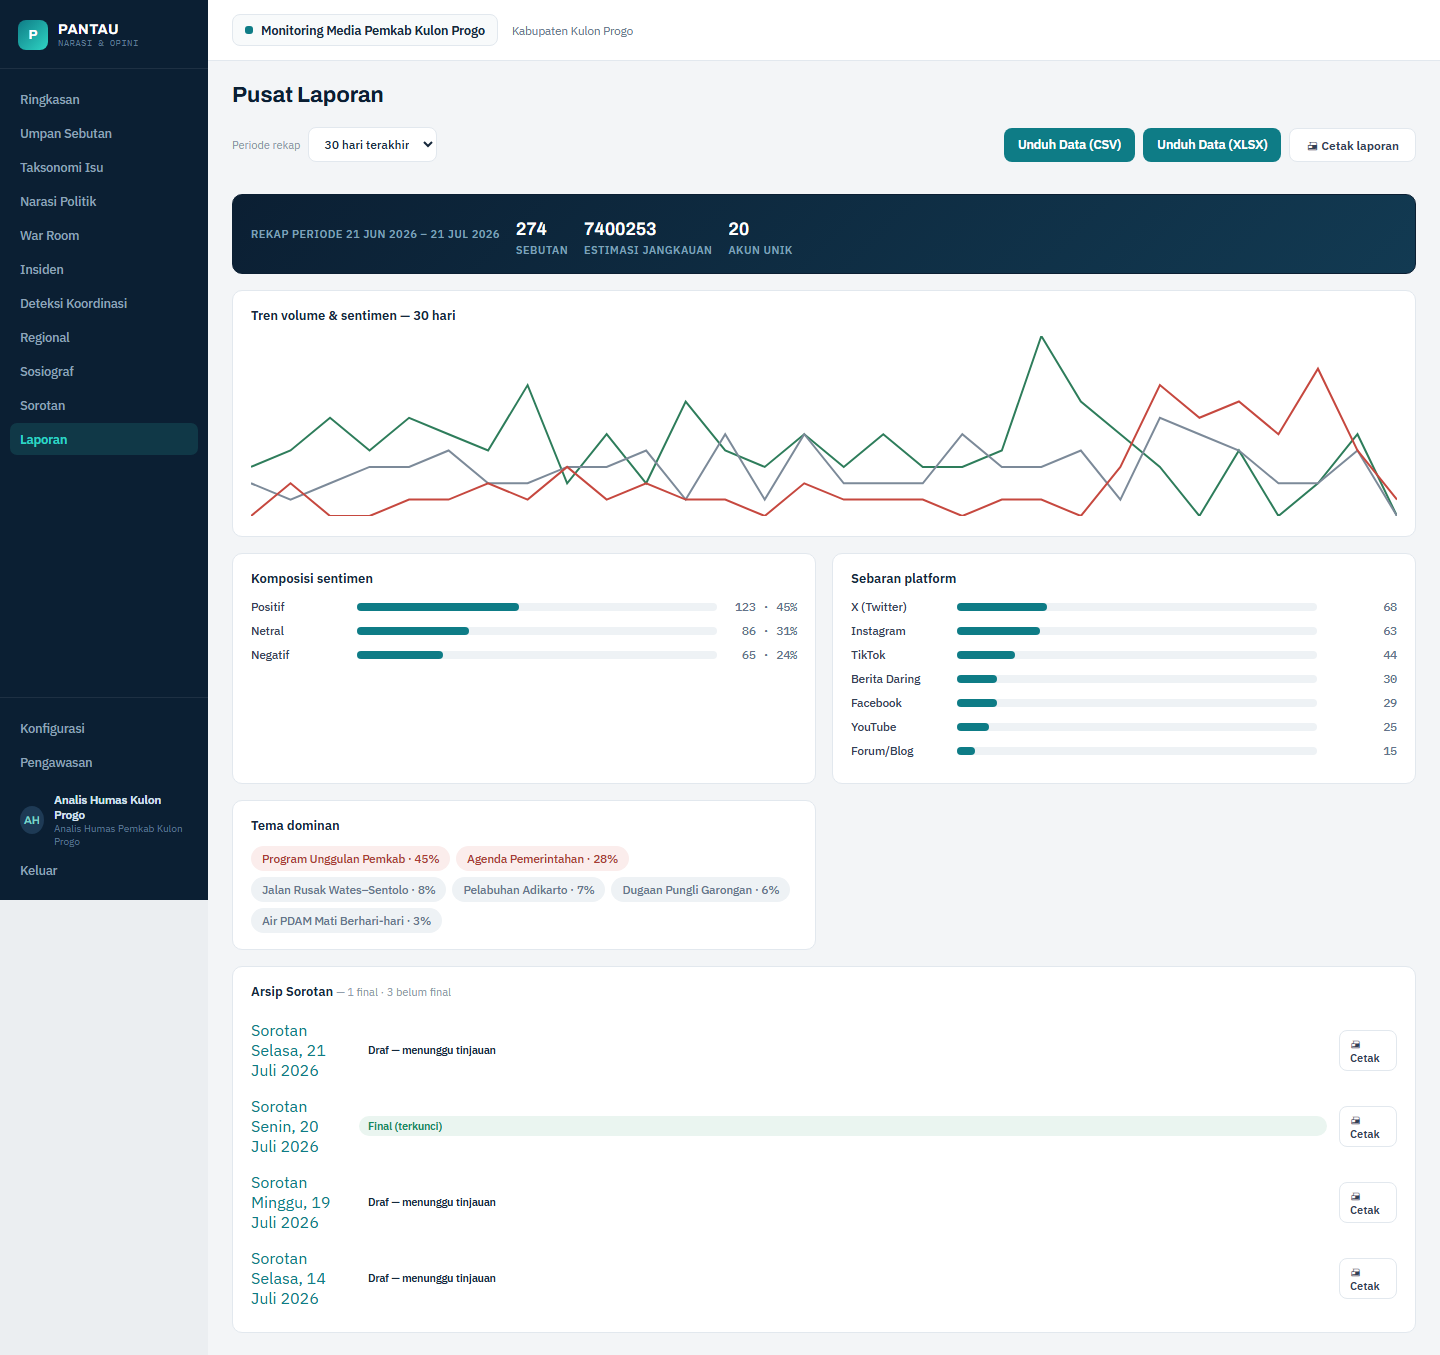 P
PANTAU
NARASI & OPINI
Ringkasan
Umpan Sebutan
Taksonomi Isu
Narasi Politik
War Room
Insiden
Deteksi Koordinasi
Regional
Sosiograf
Sorotan
Laporan
Konfigurasi
Pengawasan
AH
Analis Humas Kulon
Progo
Analis Humas Pemkab Kulon
Progo
Keluar
Monitoring Media Pemkab Kulon Progo
Kabupaten Kulon Progo
Pusat Laporan
Periode rekap
30 hari terakhir
Unduh Data (CSV)
Unduh Data (XLSX)
Cetak laporan
REKAP PERIODE 21 JUN 2026 – 21 JUL 2026
274
SEBUTAN
7400253
ESTIMASI JANGKAUAN
20
AKUN UNIK
Tren volume & sentimen — 30 hari
Komposisi sentimen
Positif 123 · 45%
Netral 86 · 31%
Negatif 65 · 24%
Sebaran platform
X (Twitter) 68
Instagram 63
TikTok 44
Berita Daring 30
Facebook 29
YouTube 25
Forum/Blog 15
Tema dominan
Program Unggulan Pemkab · 45%
Agenda Pemerintahan · 28%
Jalan Rusak Wates–Sentolo · 8%
Pelabuhan Adikarto · 7%
Dugaan Pungli Garongan · 6%
Air PDAM Mati Berhari-hari · 3%
Arsip Sorotan — 1 final · 3 belum final
Sorotan
Selasa, 21
Juli 2026
Draf — menunggu tinjauan
Cetak
Sorotan
Senin, 20
Juli 2026
Final (terkunci)
Cetak
Sorotan
Minggu, 19
Juli 2026
Draf — menunggu tinjauan
Cetak
Sorotan
Selasa, 14
Juli 2026
Draf — menunggu tinjauan
Cetak